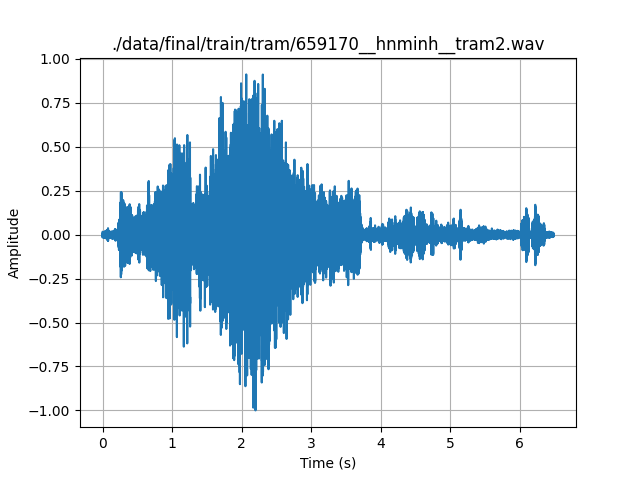 ./data/final/train/tram/659170__hnminh__tram2.wav
1.00
0.75
0.50
0.25
0.00
−0.25
−0.50
−0.75
−1.00
Amplitude
0 1 2 3 4 5 6
Time (s)